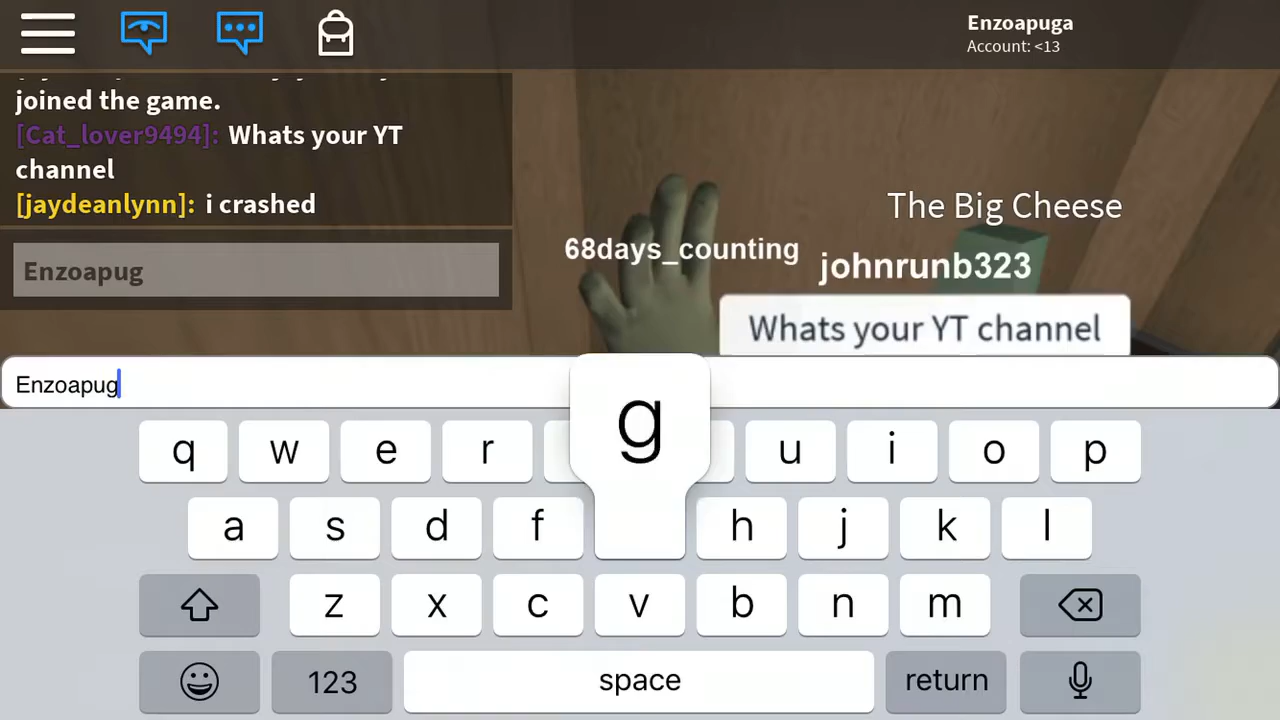 Enzoapuga
Account: <13
joined the game.
[Cat_lover9494]: Whats your YT
channel
[jaydeanlynn]: i crashed
Enzoapug
The Big Cheese
68days_counting
johnrunb323
Whats your YT channel
Enzoapug
g
q w e r u i o p
a s d f h j k l
z x c v b n m
123 space return